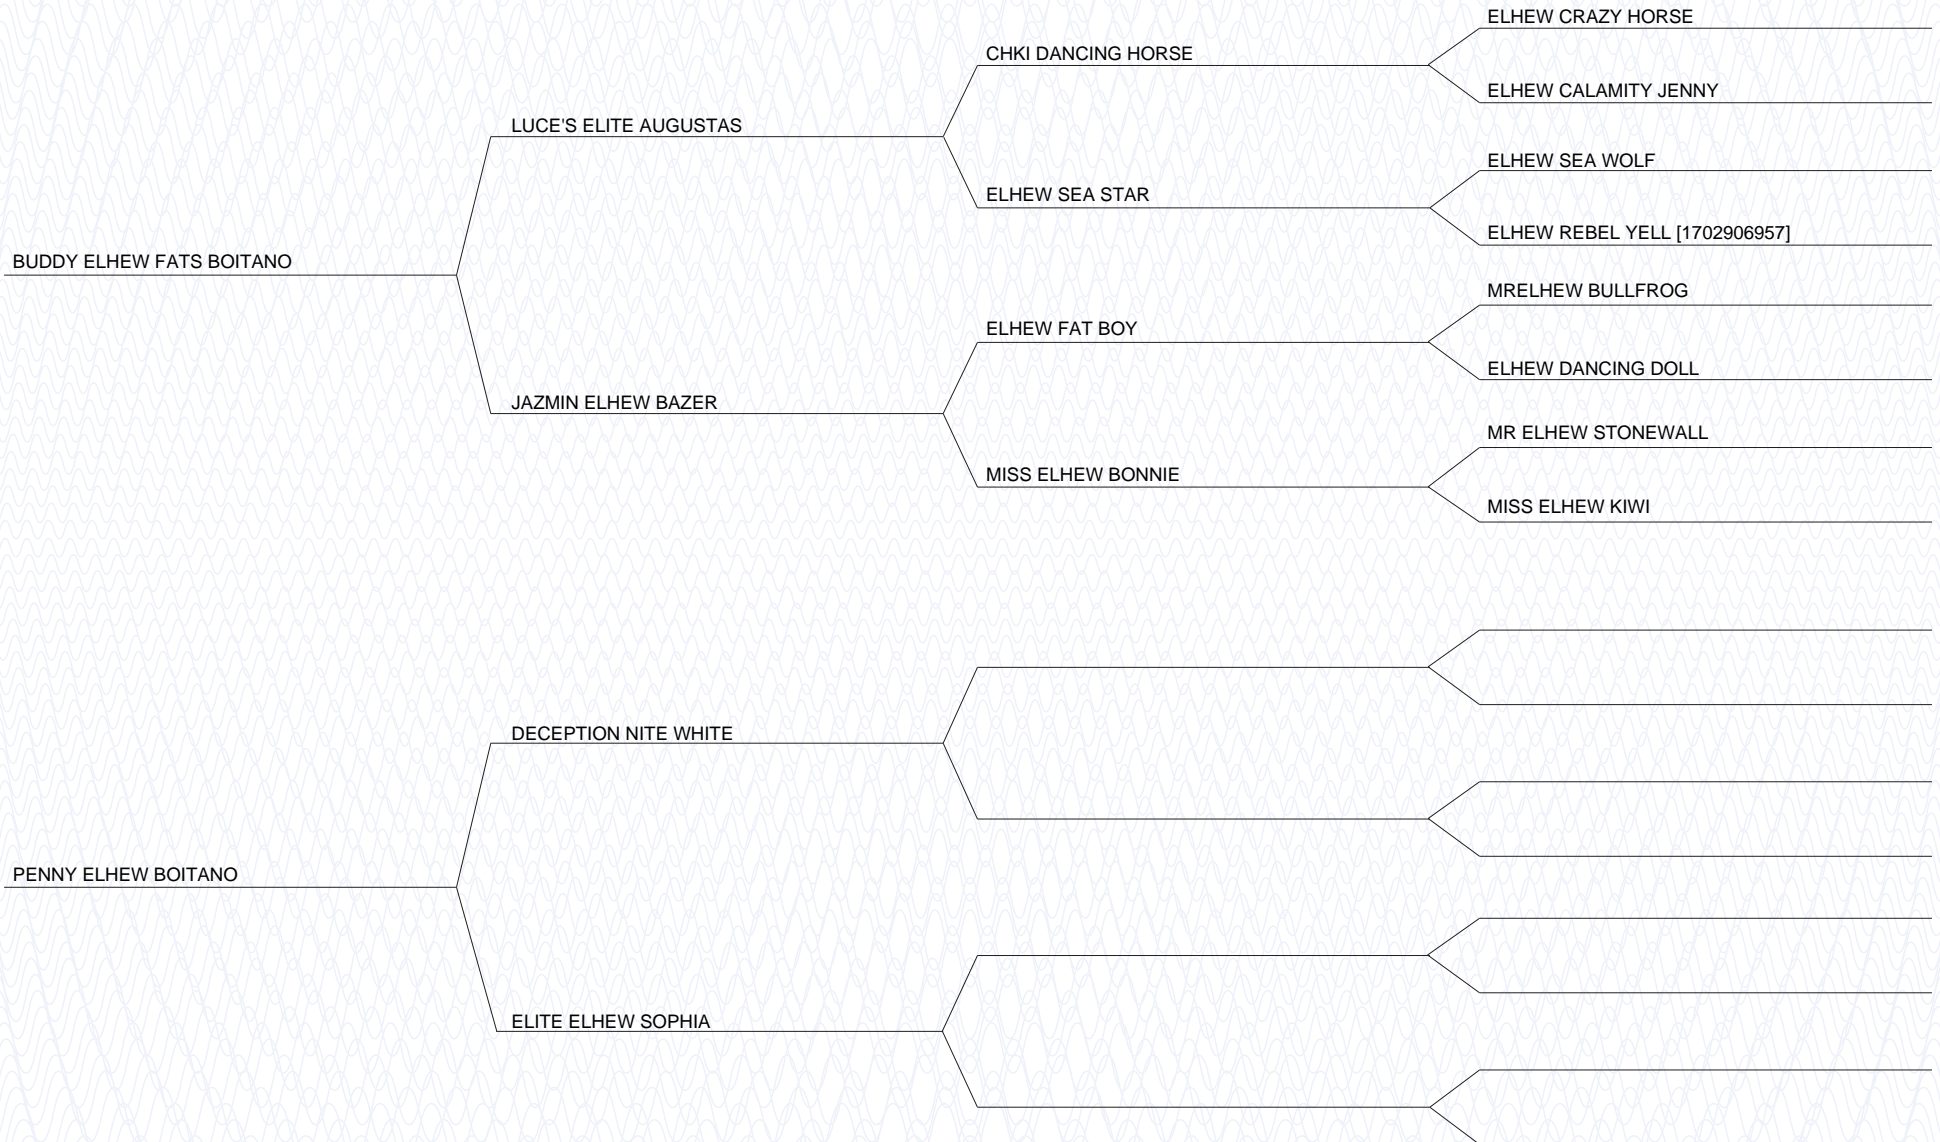 ELHEW CRAZY HORSE
CHKI DANCING HORSE
ELHEW CALAMITY JENNY
LUCE'S ELITE AUGUSTAS
ELHEW SEA WOLF
ELHEW SEA STAR
ELHEW REBEL YELL [1702906957]
BUDDY ELHEW FATS BOITANO
MRELHEW BULLFROG
ELHEW FAT BOY
ELHEW DANCING DOLL
JAZMIN ELHEW BAZER
MR ELHEW STONEWALL
MISS ELHEW BONNIE
MISS ELHEW KIWI
DECEPTION NITE WHITE
PENNY ELHEW BOITANO
ELITE ELHEW SOPHIA